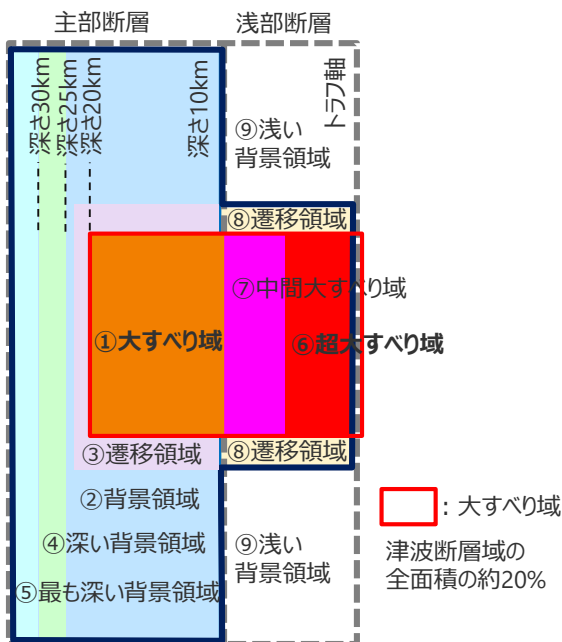 主部断層
浅部断層
深さ30km
深さ25km
深さ20km
深さ10km
トラフ軸
⑨浅い
背景領域
⑧遷移領域
⑦中間大すべり域
①大すべり域
⑥超大すべり域
③遷移領域
⑧遷移領域
②背景領域
④深い背景領域
⑤最も深い背景領域
⑨浅い
背景領域
：大すべり域
津波断層域の
全面積の約20%